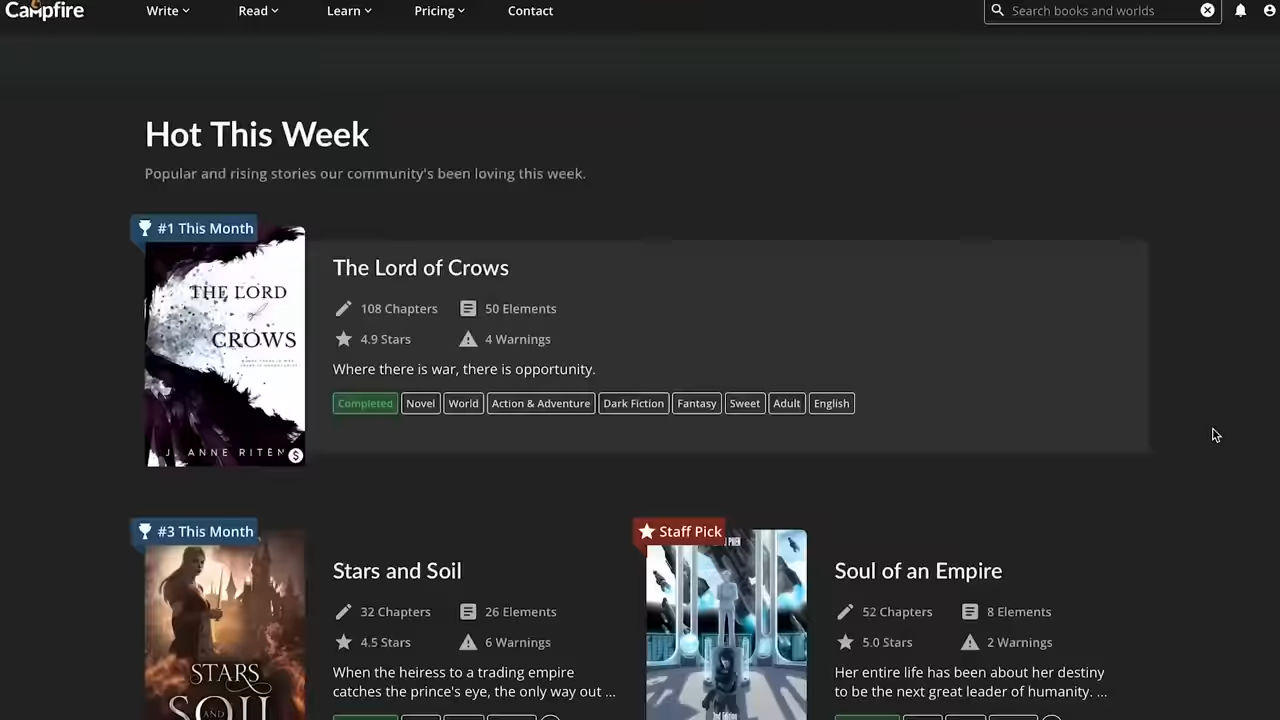 Campfire
Write
Read
Learn
Pricing
Contact
Search books and worlds
Hot This Week
Popular and rising stories our community's been loving this week.
#1 This Month
THE LORD
of
CROWS
J. ANNE RITEN
$
The Lord of Crows
108 Chapters
50 Elements
4.9 Stars
4 Warnings
Where there is war, there is opportunity.
Completed
Novel
World
Action & Adventure
Dark Fiction
Fantasy
Sweet
Adult
English
#3 This Month
STARS
AND
SOIL
Stars and Soil
32 Chapters
26 Elements
4.5 Stars
6 Warnings
When the heiress to a trading empire
catches the prince's eye, the only way out ...
Staff Pick
Soul of an Empire
52 Chapters
8 Elements
5.0 Stars
2 Warnings
Her entire life has been about her destiny
to be the next great leader of humanity. ...